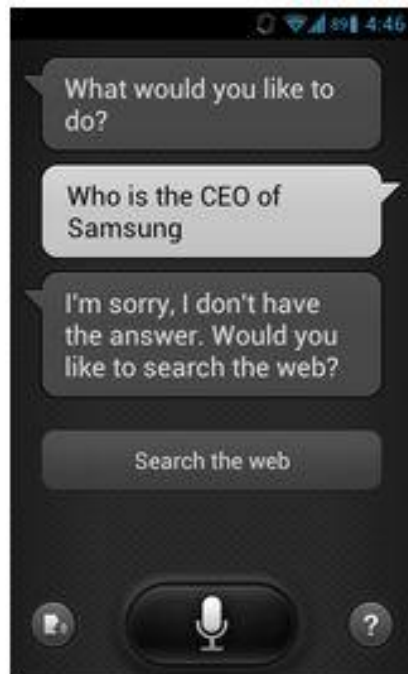 89 4:46
What would you like to
do?
Who is the CEO of
Samsung
I'm sorry, I don't have
the answer. Would you
like to search the web?
Search the web
?